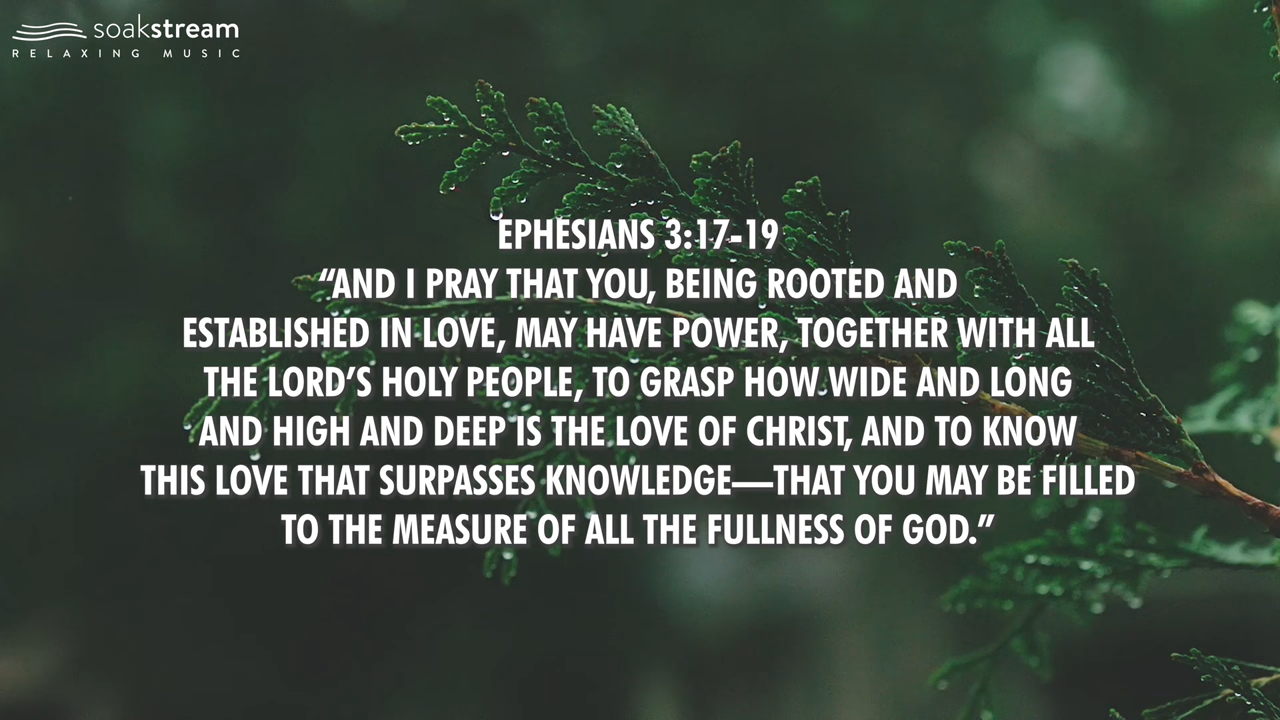 soakstream
RELAXING MUSIC
EPHESIANS 3:17-19
“AND I PRAY THAT YOU, BEING ROOTED AND
ESTABLISHED IN LOVE, MAY HAVE POWER, TOGETHER WITH ALL
THE LORD’S HOLY PEOPLE, TO GRASP HOW WIDE AND LONG
AND HIGH AND DEEP IS THE LOVE OF CHRIST, AND TO KNOW
THIS LOVE THAT SURPASSES KNOWLEDGE—THAT YOU MAY BE FILLED
TO THE MEASURE OF ALL THE FULLNESS OF GOD.”